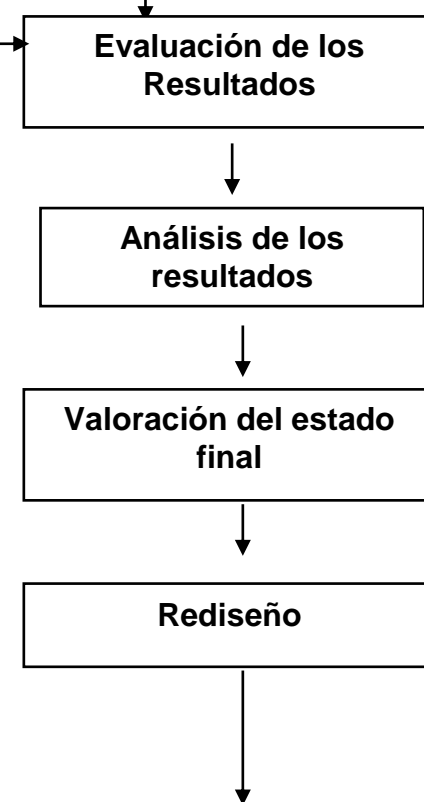 Evaluación de los
Resultados
Análisis de los
resultados
Valoración del estado
final
Rediseño